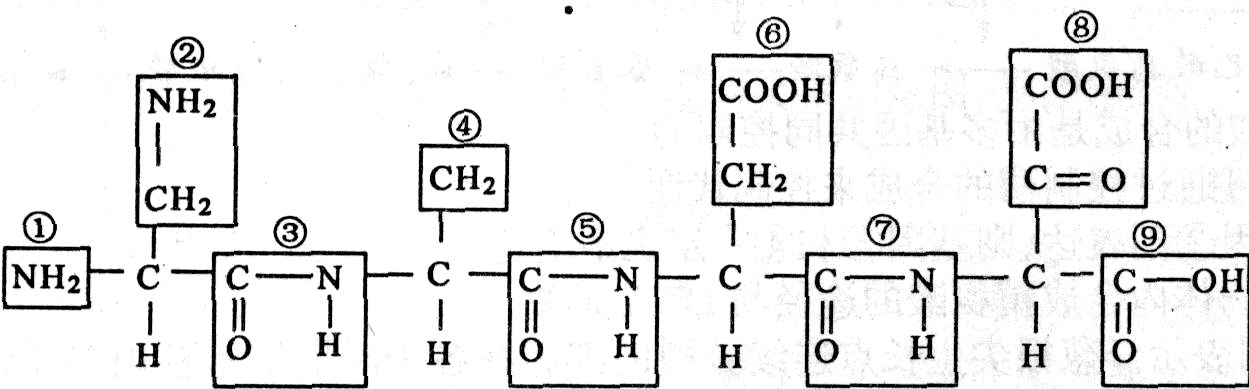 ⑥ ⑧
②
NH₂ COOH COOH
④
CH₂ CH₂ CH₂ C=O
① ③ ⑤ ⑦ ⑨
NH₂—C—C—N—C—C—N—C—C—N—C—C—OH
H O H H O H H O H H O